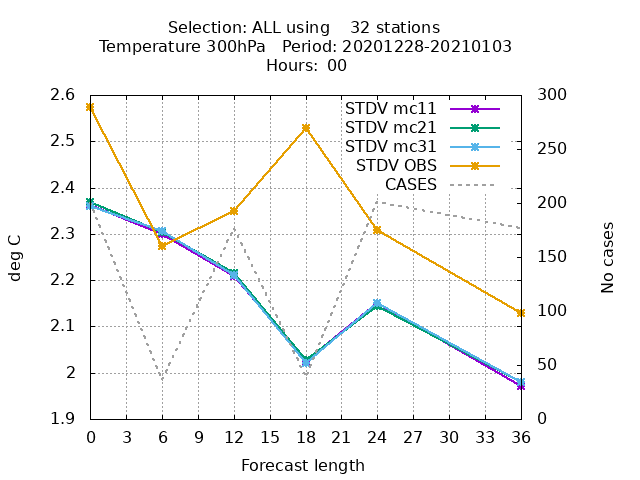 Selection: ALL using    32 stations
Temperature 300hPa   Period: 20201228-20210103
Hours: 00
2.6
2.5
2.4
2.3
2.2
2.1
2
1.9
deg C
STDV mc11
STDV mc21
STDV mc31
STDV OBS
CASES
300
250
200
150
100
50
0
No cases
0 3 6 9 12 15 18 21 24 27 30 33 36
Forecast length